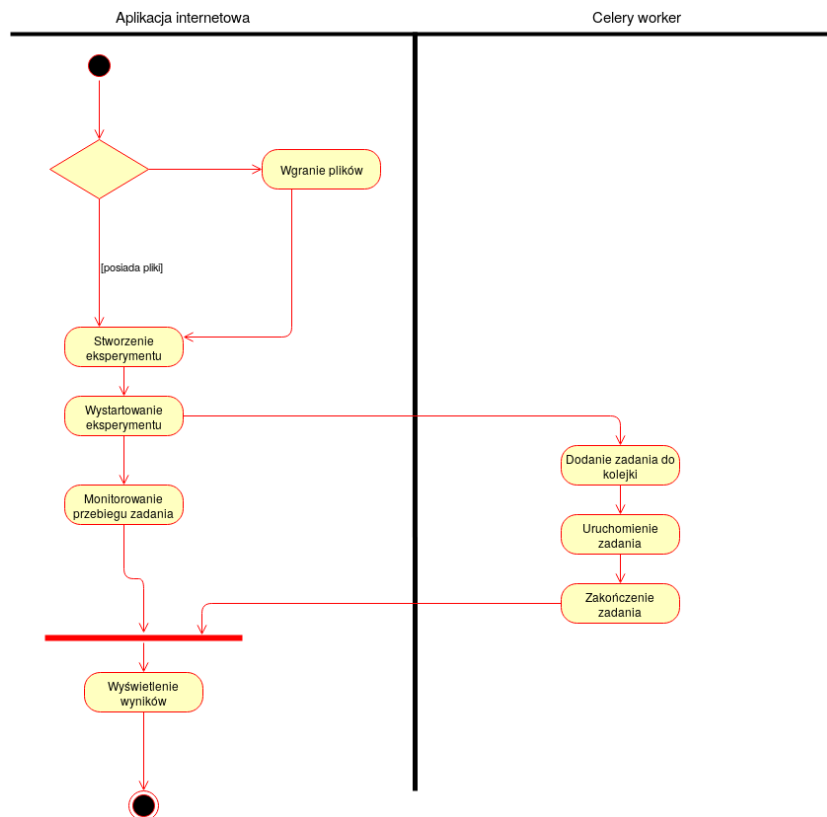 Aplikacja internetowa
Celery worker
Wgranie plików
[posiada pliki]
Stworzenie
eksperymentu
Wystartowanie
eksperymentu
Dodanie zadania do
kolejki
Monitorowanie
przebiegu zadania
Uruchomienie
zadania
Zakończenie
zadania
Wyświetlenie
wyników